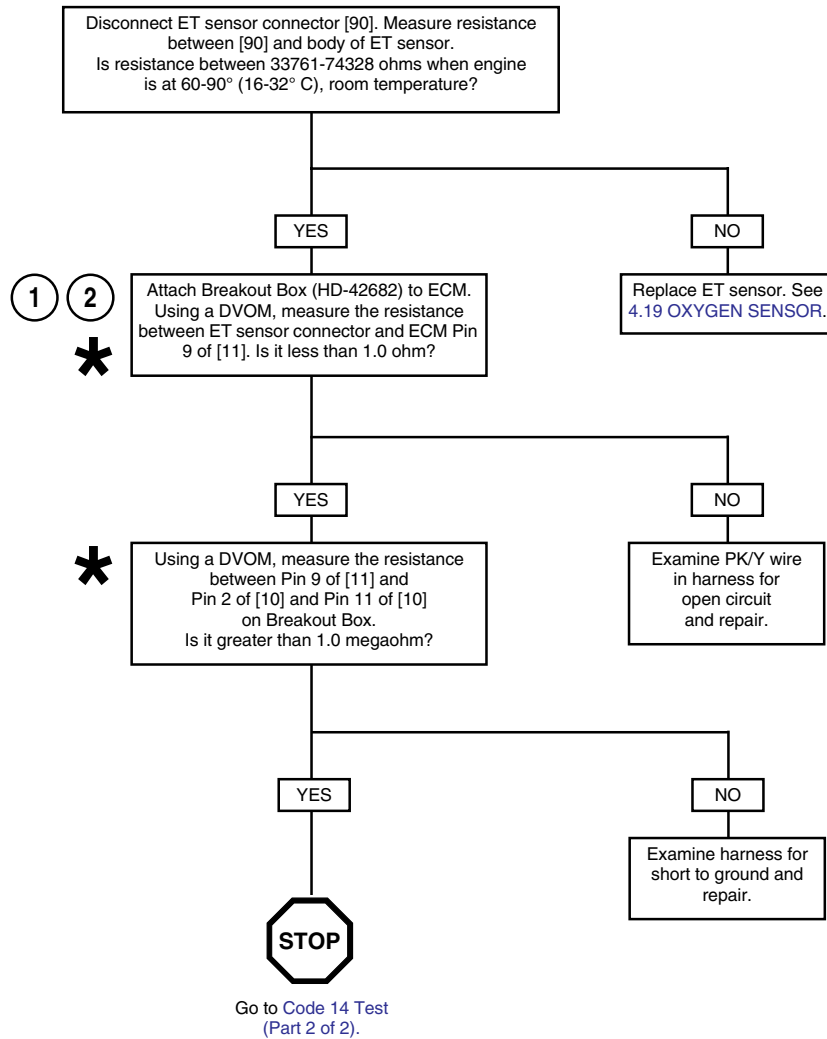 Disconnect ET sensor connector [90]. Measure resistance
between [90] and body of ET sensor.
Is resistance between 33761-74328 ohms when engine
is at 60-90° (16-32° C), room temperature?
YES
NO
1 2
Attach Breakout Box (HD-42682) to ECM.
Using a DVOM, measure the resistance
between ET sensor connector and ECM Pin
9 of [11]. Is it less than 1.0 ohm?
Replace ET sensor. See
4.19 OXYGEN SENSOR.
*
YES
NO
*
Using a DVOM, measure the resistance
between Pin 9 of [11] and
Pin 2 of [10] and Pin 11 of [10]
on Breakout Box.
Is it greater than 1.0 megaohm?
Examine PK/Y wire
in harness for
open circuit
and repair.
YES
NO
Examine harness for
short to ground and
repair.
STOP
Go to Code 14 Test
(Part 2 of 2).